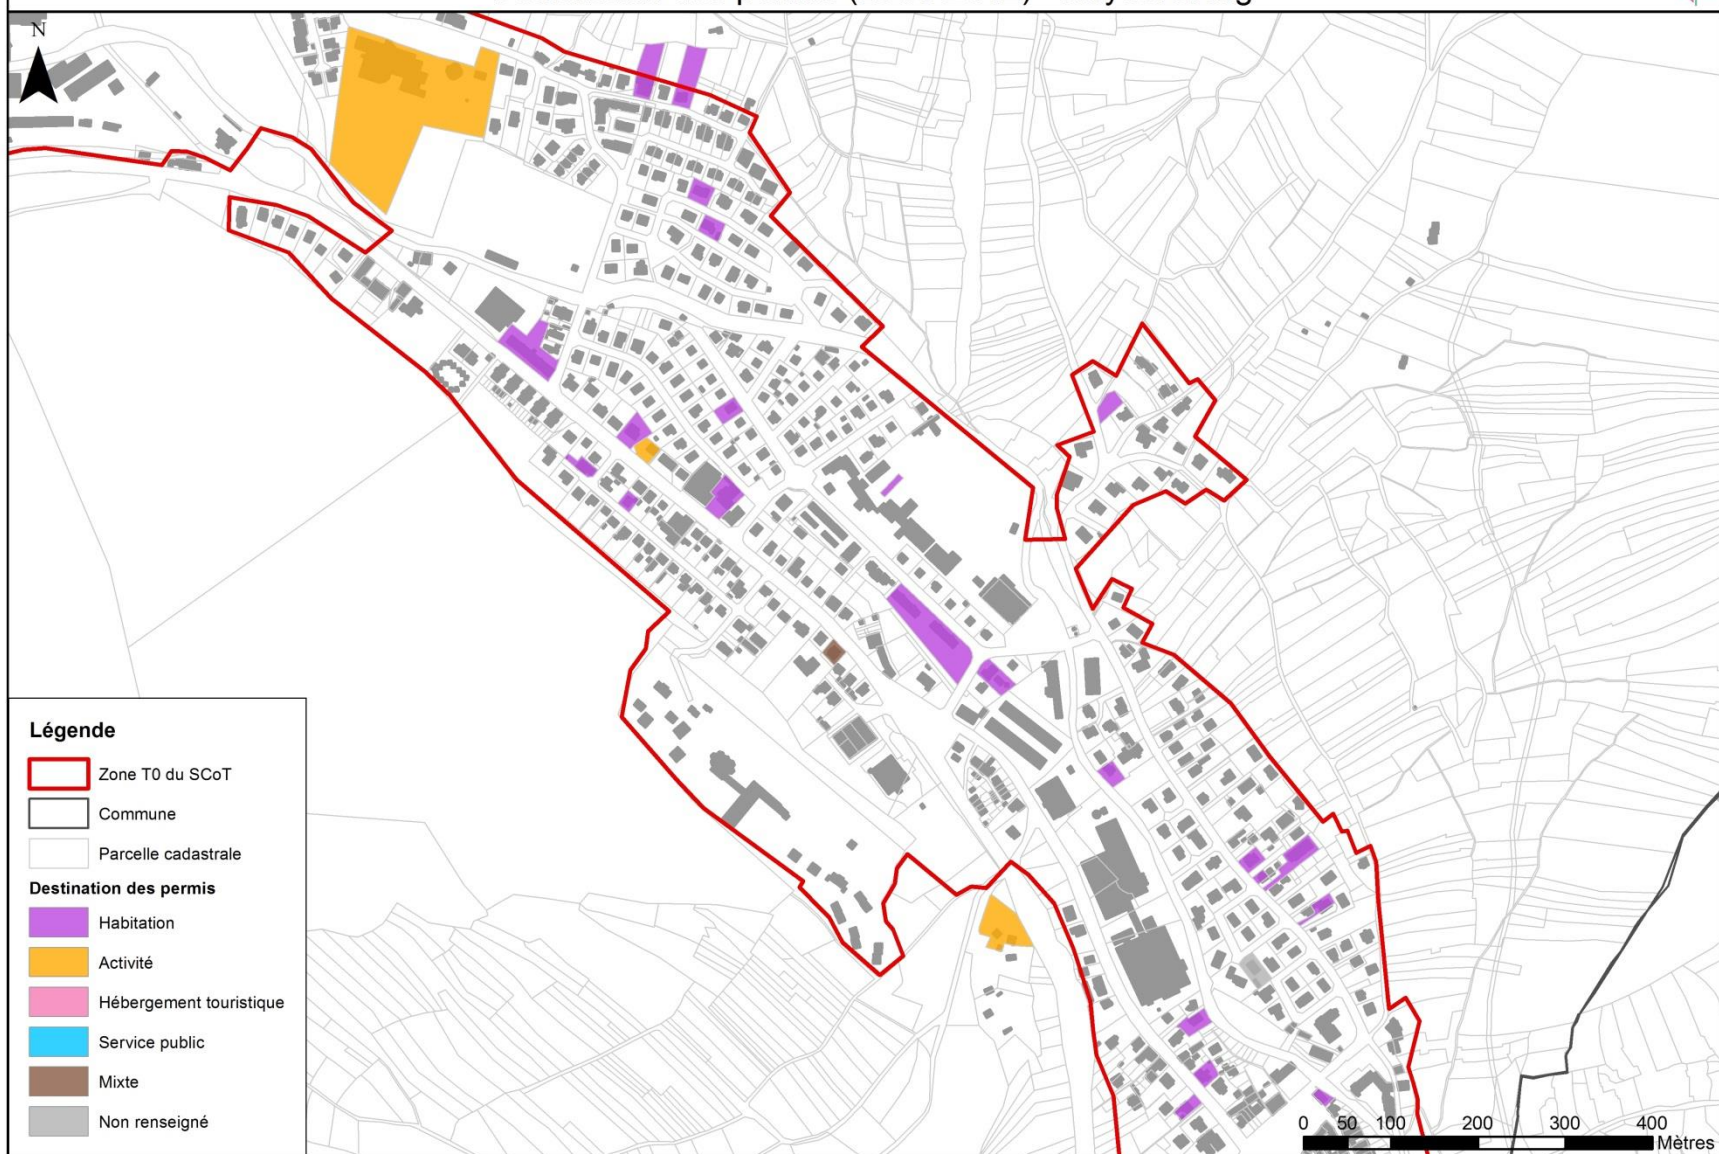 N
Légende
Zone T0 du SCoT
Commune
Parcelle cadastrale
Destination des permis
Habitation
Activité
Hébergement touristique
Service public
Mixte
Non renseigné
0 50 100 200 300 400
Mètres